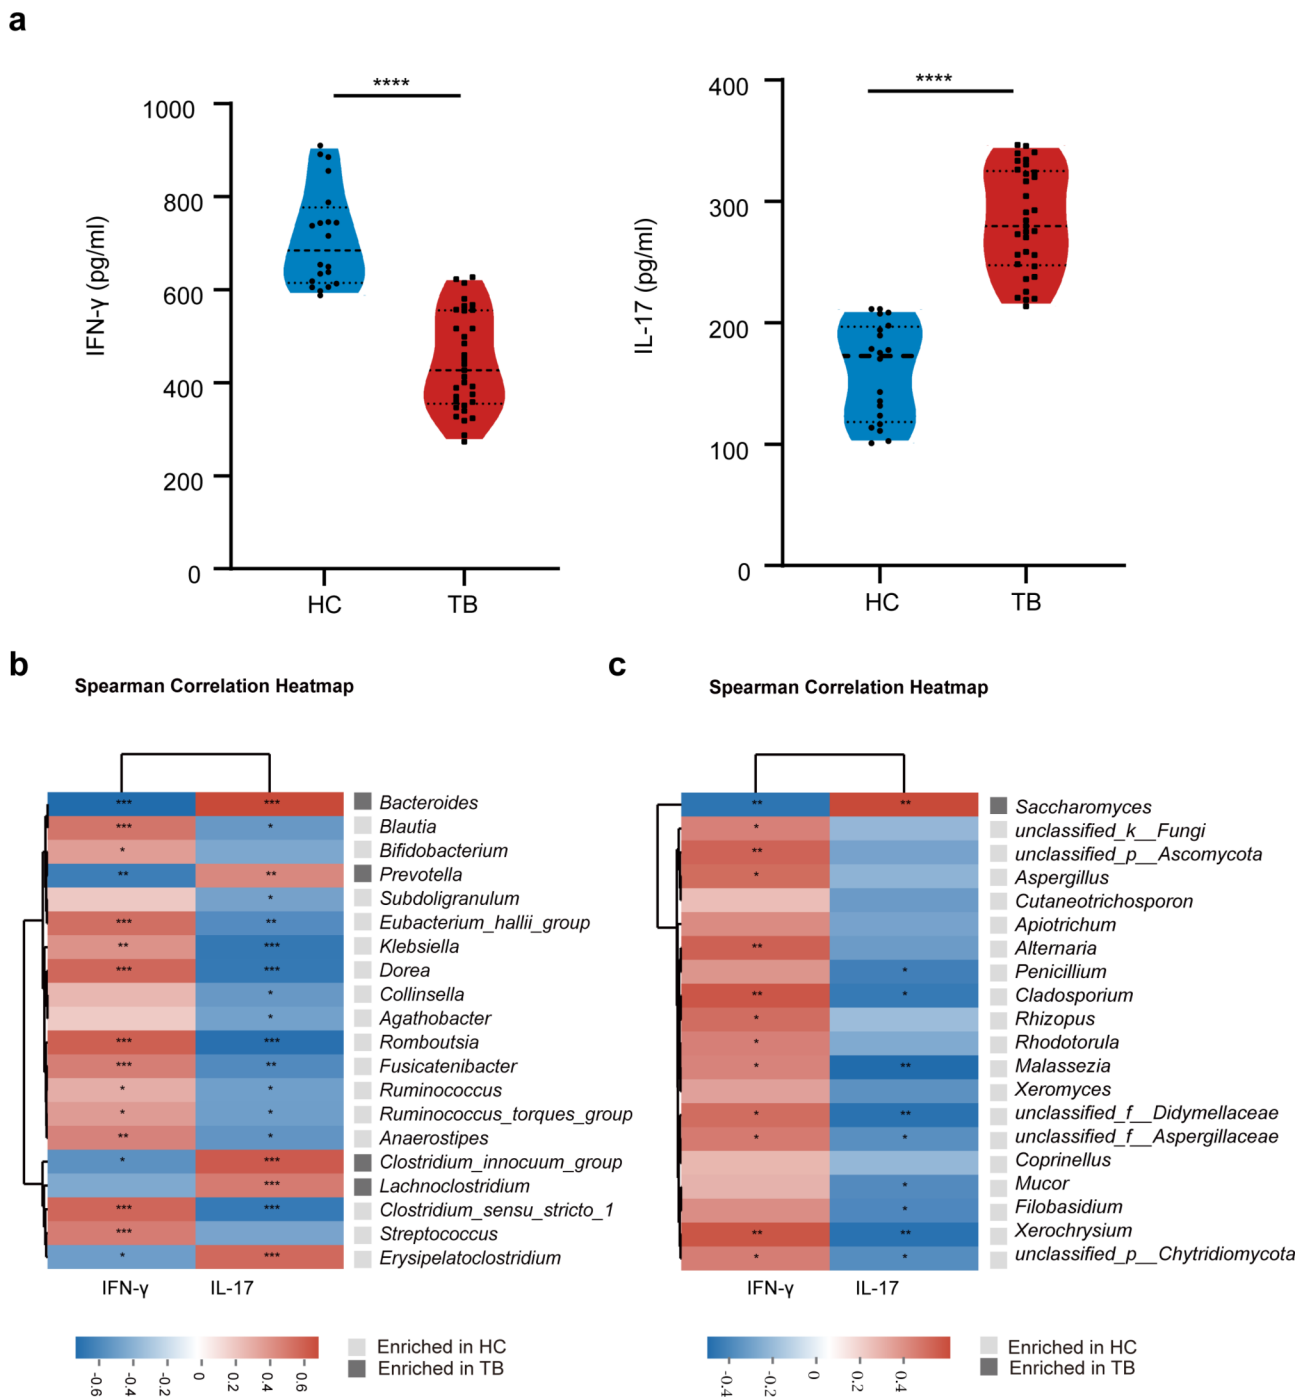 a
****
1000
800
600
400
200
0
IFN-γ (pg/ml)
HC
TB
****
400
300
200
100
0
IL-17 (pg/ml)
HC
TB
b
Spearman Correlation Heatmap
*** *** Bacteroides
*** * Blautia
* Bifidobacterium
** ** Prevotella
* Subdoligranulum
*** ** Eubacterium_hallii_group
** *** Klebsiella
*** *** Dorea
* Collinsella
* Agathobacter
*** *** Romboutsia
*** ** Fusicatenibacter
* * Ruminococcus
* * Ruminococcus_torques_group
** * Anaerostipes
* *** Clostridium_innocuum_group
*** Lachnoclostridium
*** *** Clostridium_sensu_stricto_1
*** Streptococcus
* *** Erysipelatoclostridium
IFN-γ IL-17
-0.6 -0.4 -0.2 0 0.2 0.4 0.6
Enriched in HC
Enriched in TB
c
Spearman Correlation Heatmap
** ** Saccharomyces
* unclassified_k__Fungi
** unclassified_p__Ascomycota
* Aspergillus
Cutaneotrichosporon
Apiotrichum
** Alternaria
* Penicillium
** * Cladosporium
* Rhizopus
* Rhodotorula
* ** Malassezia
Xeromyces
* ** unclassified_f__Didymellaceae
* * unclassified_f__Aspergillaceae
Coprinellus
* Mucor
* Filobasidium
** ** Xerochrysium
* * unclassified_p__Chytridiomycota
IFN-γ IL-17
-0.4 -0.2 0 0.2 0.4
Enriched in HC
Enriched in TB